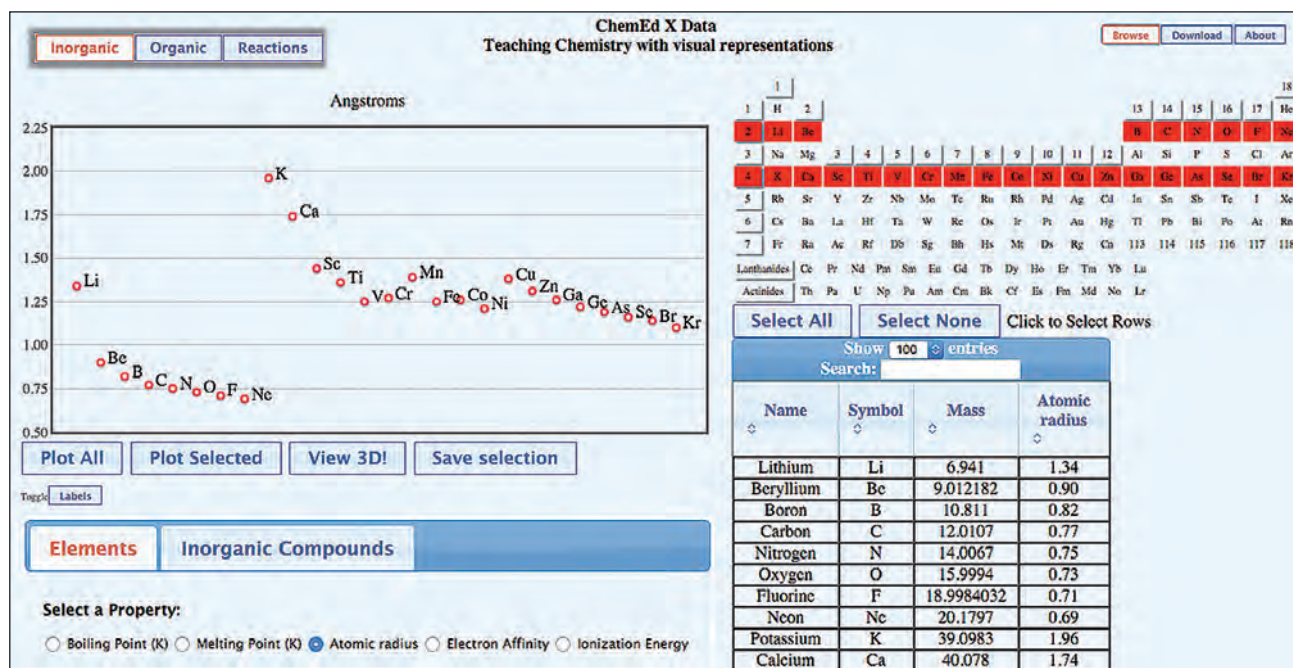 ChemEd X Data
Teaching Chemistry with visual representations
Inorganic Organic Reactions
Browse Download About
Angstroms
2.25
2.00
1.75
1.50
1.25
1.00
0.75
0.50
Li Be B C N O F Ne K Ca Sc Ti V Cr Mn Fe Co Ni Cu Zn Ga Ge As Se Br Kr
Plot All Plot Selected View 3D! Save selection
Toggle Labels
Elements Inorganic Compounds
Select a Property:
Boiling Point (K) Melting Point (K) Atomic radius Electron Affinity Ionization Energy
1 18
1 H 2 13 14 15 16 17 He
2 Li Be B C N O F Ne
3 Na Mg 3 4 5 6 7 8 9 10 11 12 Al Si P S Cl Ar
4 K Ca Sc Ti V Cr Mn Fe Co Ni Cu Zn Ga Ge As Se Br Kr
5 Rb Sr Y Zr Nb Mo Tc Ru Rh Pd Ag Cd In Sn Sb Te I Xe
6 Cs Ba La Hf Ta W Re Os Ir Pt Au Hg Tl Pb Bi Po At Rn
7 Fr Ra Ac Rf Db Sg Bh Hs Mt Ds Rg Cn 113 114 115 116 117 118
Lanthanides Ce Pr Nd Pm Sm Eu Gd Tb Dy Ho Er Tm Yb Lu
Actinides Th Pa U Np Pu Am Cm Bk Cf Es Fm Md No Lr
Select All Select None Click to Select Rows
Show 100 entries
Search:
Name Symbol Mass Atomic radius
Lithium Li 6.941 1.34
Beryllium Be 9.012182 0.90
Boron B 10.811 0.82
Carbon C 12.0107 0.77
Nitrogen N 14.0067 0.75
Oxygen O 15.9994 0.73
Fluorine F 18.9984032 0.71
Neon Ne 20.1797 0.69
Potassium K 39.0983 1.96
Calcium Ca 40.078 1.74